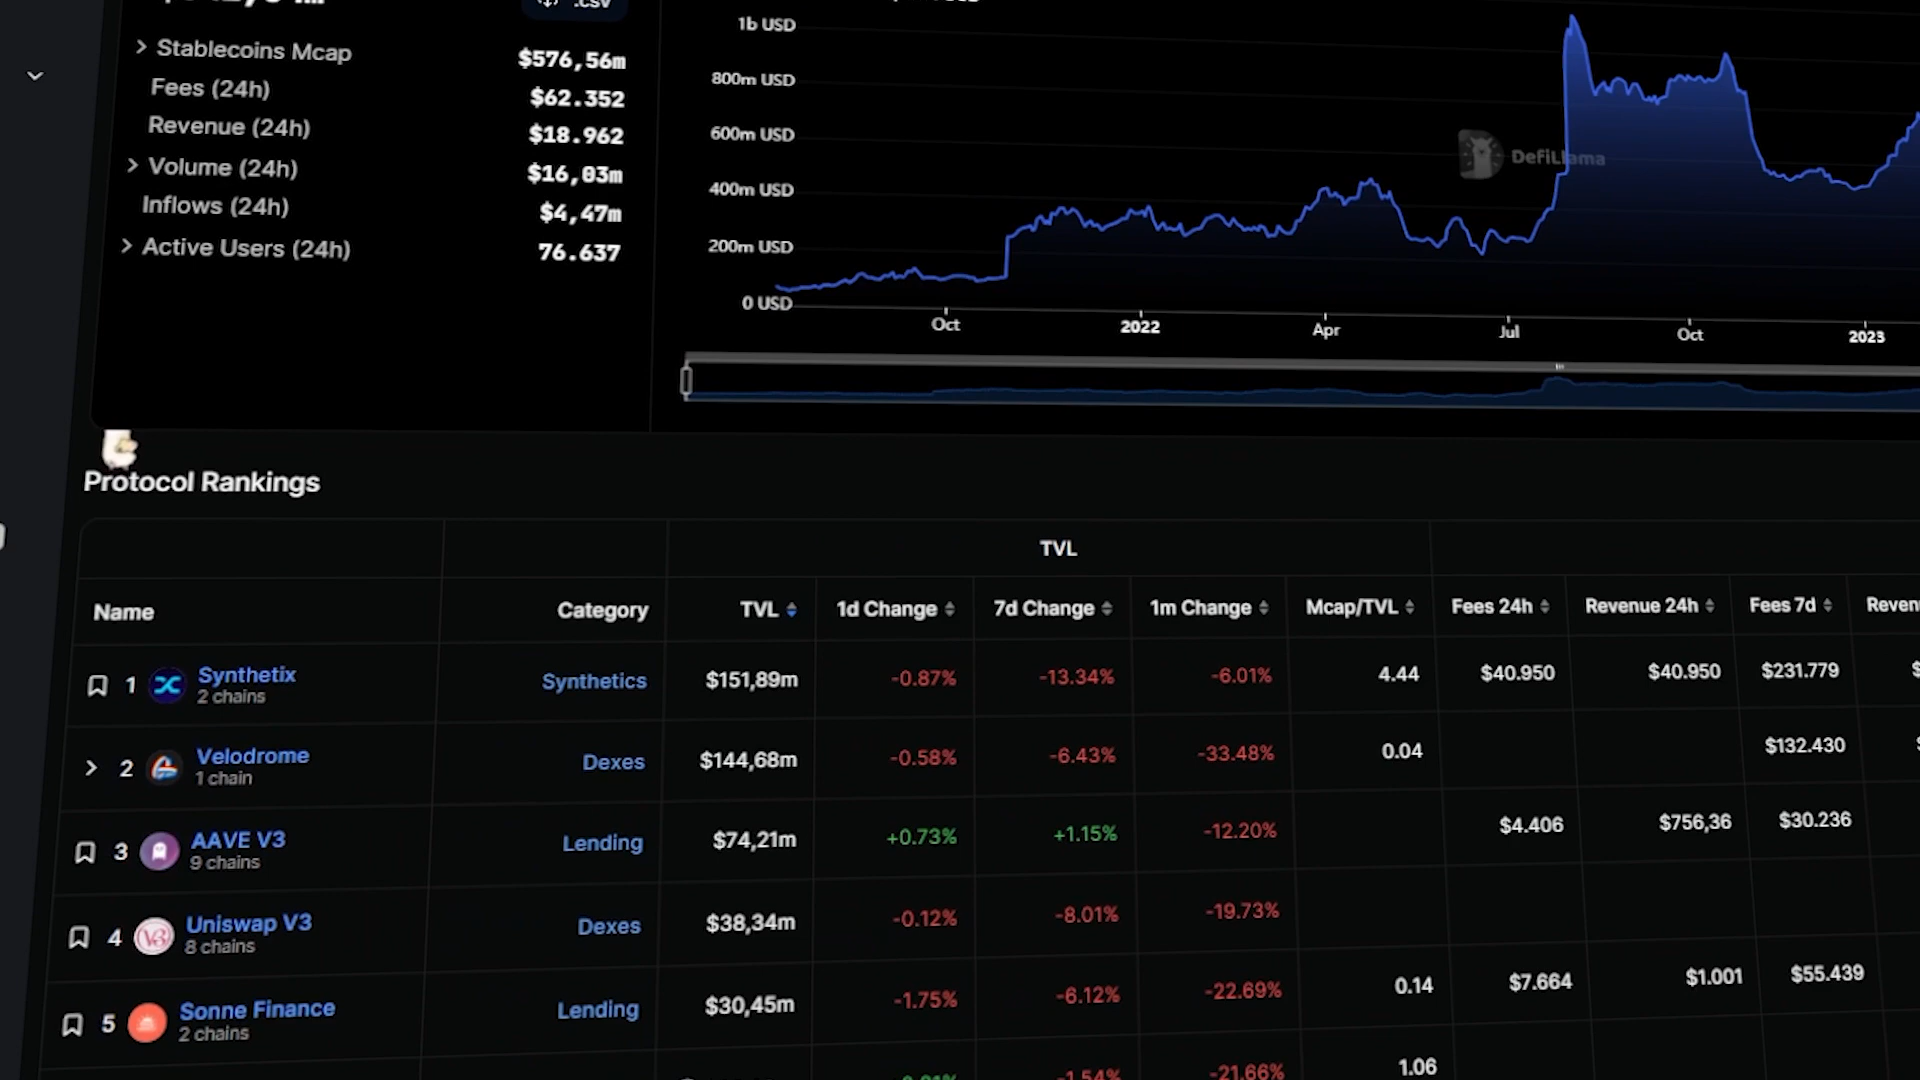 .csv
Stablecoins Mcap $576,56m
Fees (24h) $62.352
Revenue (24h) $18.962
Volume (24h) $16,03m
Inflows (24h) $4,47m
Active Users (24h) 76.637
1b USD
800m USD
600m USD
400m USD
200m USD
0 USD
DefiLlama
Oct 2022 Apr Jul Oct 2023
Protocol Rankings
TVL
Name Category TVL 1d Change 7d Change 1m Change Mcap/TVL Fees 24h Revenue 24h Fees 7d
1 Synthetix Synthetics $151,89m -0.87% -13.34% -6.01% 4.44 $40.950 $40.950 $231.779
2 chains
2 Velodrome Dexes $144,68m -0.58% -6.43% -33.48% 0.04 $132.430
1 chain
3 AAVE V3 Lending $74,21m +0.73% +1.15% -12.20% $4.406 $756,36 $30.236
9 chains
4 Uniswap V3 Dexes $38,34m -0.12% -8.01% -19.73%
8 chains
5 Sonne Finance Lending $30,45m -1.75% -6.12% -22.69% 0.14 $7.664 $1.001 $55.439
2 chains
-1.54% -21.66% 1.06